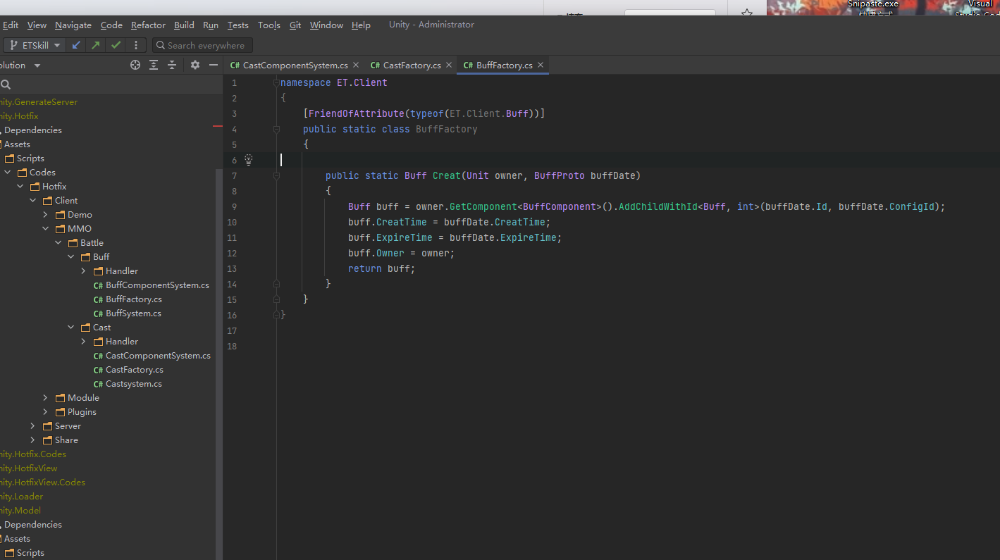 Snipaste.exe
快捷方式
Visual
Edit View Navigate Code Refactor Build Run Tests Tools Git Window Help Unity - Administrator
ETSkill Search everywhere
olution
C# CastComponentSystem.cs C# CastFactory.cs C# BuffFactory.cs
nity.GenerateServer
nity.Hotfix
Dependencies
Assets
Scripts
Codes
Hotfix
Client
Demo
MMO
Battle
Buff
Handler
C# BuffComponentSystem.cs
C# BuffFactory.cs
C# BuffSystem.cs
Cast
Handler
C# CastComponentSystem.cs
C# CastFactory.cs
C# Castsystem.cs
Module
Plugins
Server
Share
nity.Hotfix.Codes
nity.HotfixView
nity.HotfixView.Codes
nity.Loader
nity.Model
Dependencies
Assets
Scripts
1 namespace ET.Client
2 {
3 [FriendOfAttribute(typeof(ET.Client.Buff))]
4 public static class BuffFactory
5 {
6
7 public static Buff Creat(Unit owner, BuffProto buffDate)
8 {
9 Buff buff = owner.GetComponent<BuffComponent>().AddChildWithId<Buff, int>(buffDate.Id, buffDate.ConfigId);
10 buff.CreatTime = buffDate.CreatTime;
11 buff.ExpireTime = buffDate.ExpireTime;
12 buff.Owner = owner;
13 return buff;
14 }
15 }
16 }
17
18